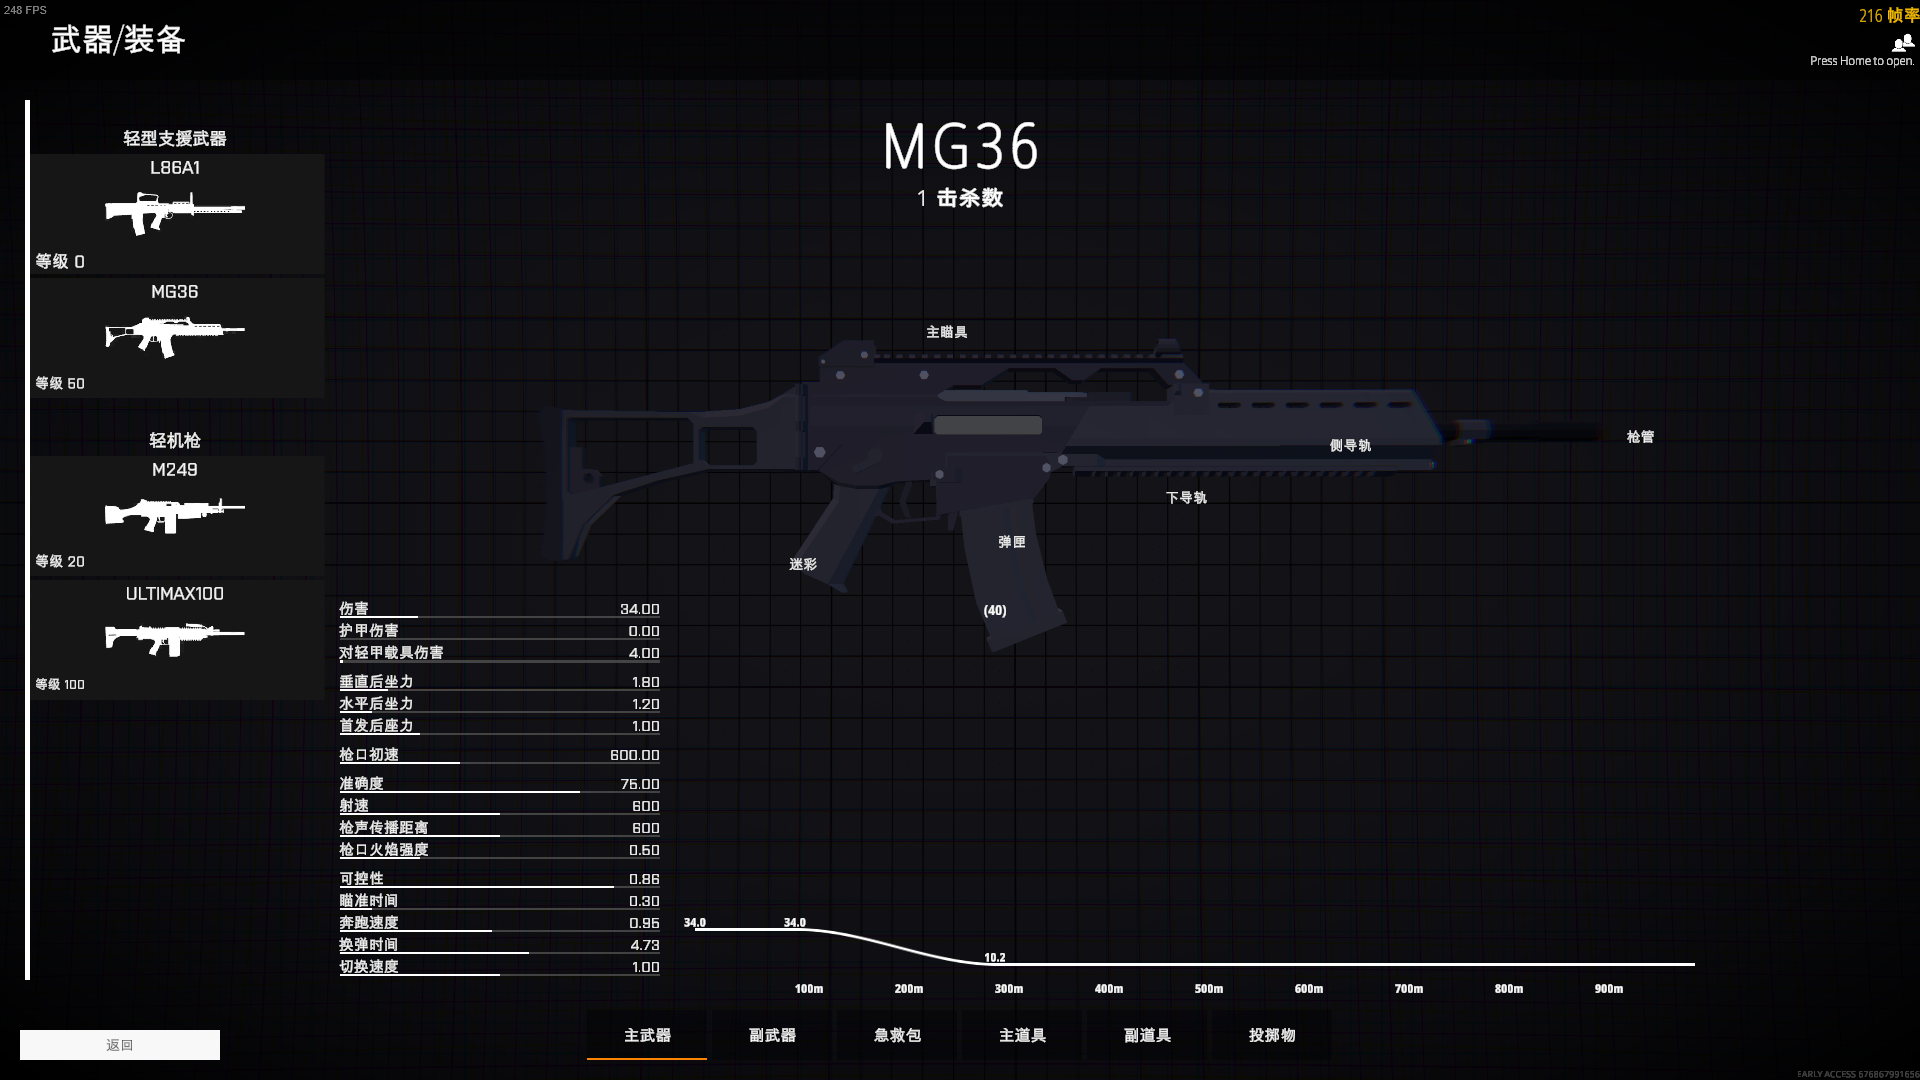 248 FPS
216 帧率
武器/装备
Press Home to open.
轻型支援武器
L86A1
等级 0
MG36
等级 50
轻机枪
M249
等级 20
ULTIMAX100
等级 100
MG36
1 击杀数
主瞄具
枪管
侧导轨
下导轨
弹匣
迷彩
(40)
伤害 34.00
护甲伤害 0.00
对轻甲载具伤害 4.00
垂直后坐力 1.80
水平后坐力 1.20
首发后座力 1.00
枪口初速 600.00
准确度 75.00
射速 600
枪声传播距离 600
枪口火焰强度 0.50
可控性 0.86
瞄准时间 0.30
奔跑速度 0.95
换弹时间 4.73
切换速度 1.00
34.0 34.0 10.2
100m 200m 300m 400m 500m 600m 700m 800m 900m
返回
主武器 副武器 急救包 主道具 副道具 投掷物
EARLY ACCESS 676867991656